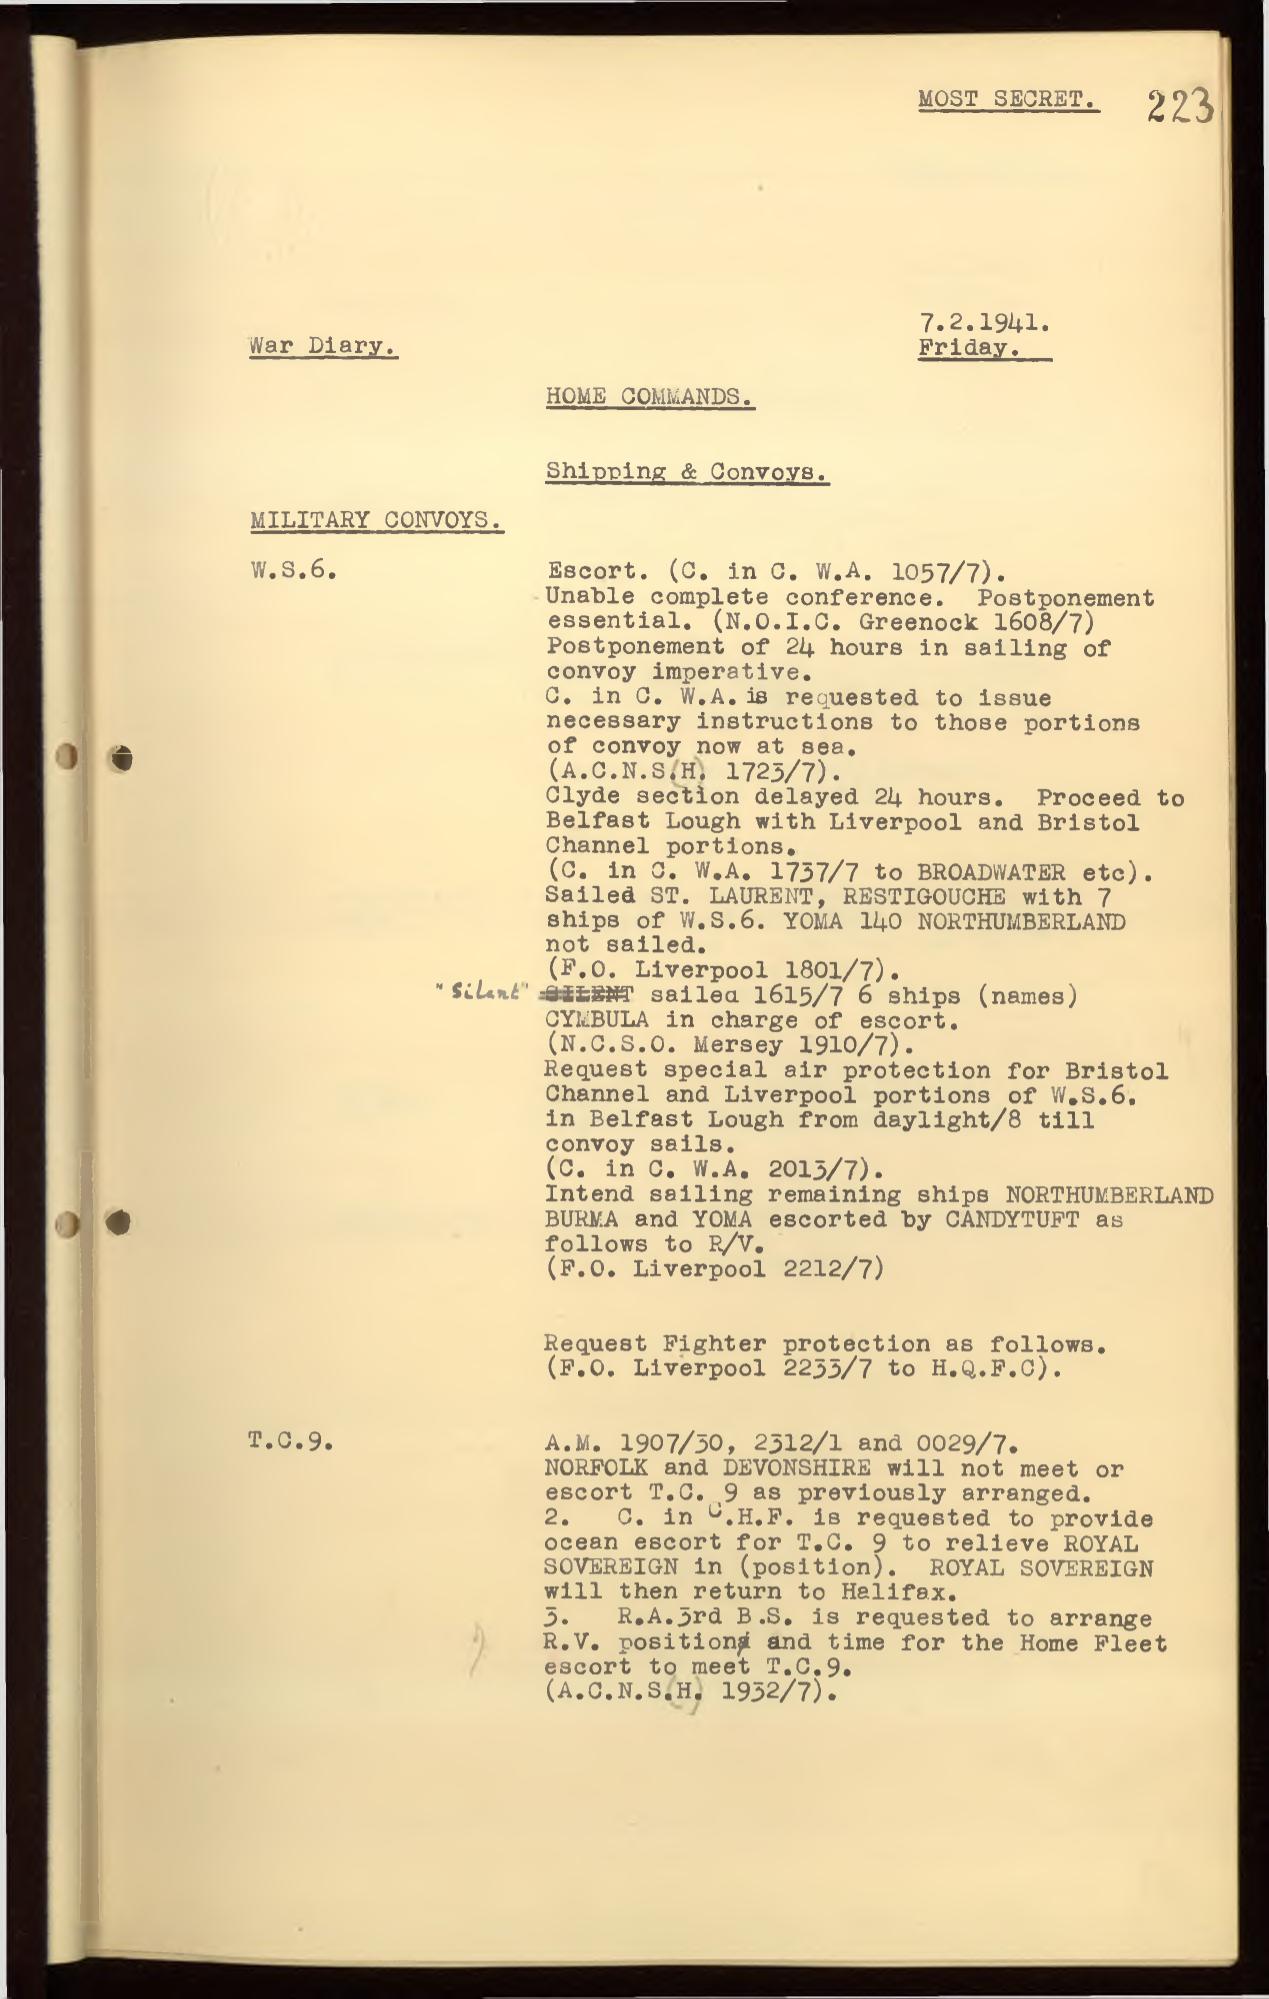 MOST SECRET. 223
7.2.1941.
War Diary. Friday.
HOME COMMANDS.
Shipping & Convoys.
MILITARY CONVOYS.
W.S.6. Escort. (C. in C. W.A. 1057/7).
Unable complete conference. Postponement
essential. (N.O.I.C. Greenock 1608/7)
Postponement of 24 hours in sailing of
convoy imperative.
C. in C. W.A. is requested to issue
necessary instructions to those portions
of convoy now at sea.
(A.C.N.S.(H) 1723/7).
Clyde section delayed 24 hours. Proceed to
Belfast Lough with Liverpool and Bristol
Channel portions.
(C. in C. W.A. 1737/7 to BROADWATER etc).
Sailed ST. LAURENT, RESTIGOUCHE with 7
ships of W.S.6. YOMA 140 NORTHUMBERLAND
not sailed.
(F.O. Liverpool 1801/7).
"Silent" SILENT sailed 1615/7 6 ships (names)
CYMBULA in charge of escort.
(N.C.S.O. Mersey 1910/7).
Request special air protection for Bristol
Channel and Liverpool portions of W.S.6.
in Belfast Lough from daylight/8 till
convoy sails.
(C. in C. W.A. 2013/7).
Intend sailing remaining ships NORTHUMBERLAND
BURMA and YOMA escorted by CANDYTUFT as
follows to R/V.
(F.O. Liverpool 2212/7)
Request Fighter protection as follows.
(F.O. Liverpool 2233/7 to H.Q.F.C).
T.C.9. A.M. 1907/30, 2312/1 and 0029/7.
NORFOLK and DEVONSHIRE will not meet or
escort T.C. 9 as previously arranged.
2. C. in C.H.F. is requested to provide
ocean escort for T.C. 9 to relieve ROYAL
SOVEREIGN in (position). ROYAL SOVEREIGN
will then return to Halifax.
3. R.A.3rd B.S. is requested to arrange
R.V. position and time for the Home Fleet
escort to meet T.C.9.
(A.C.N.S.(H) 1932/7).